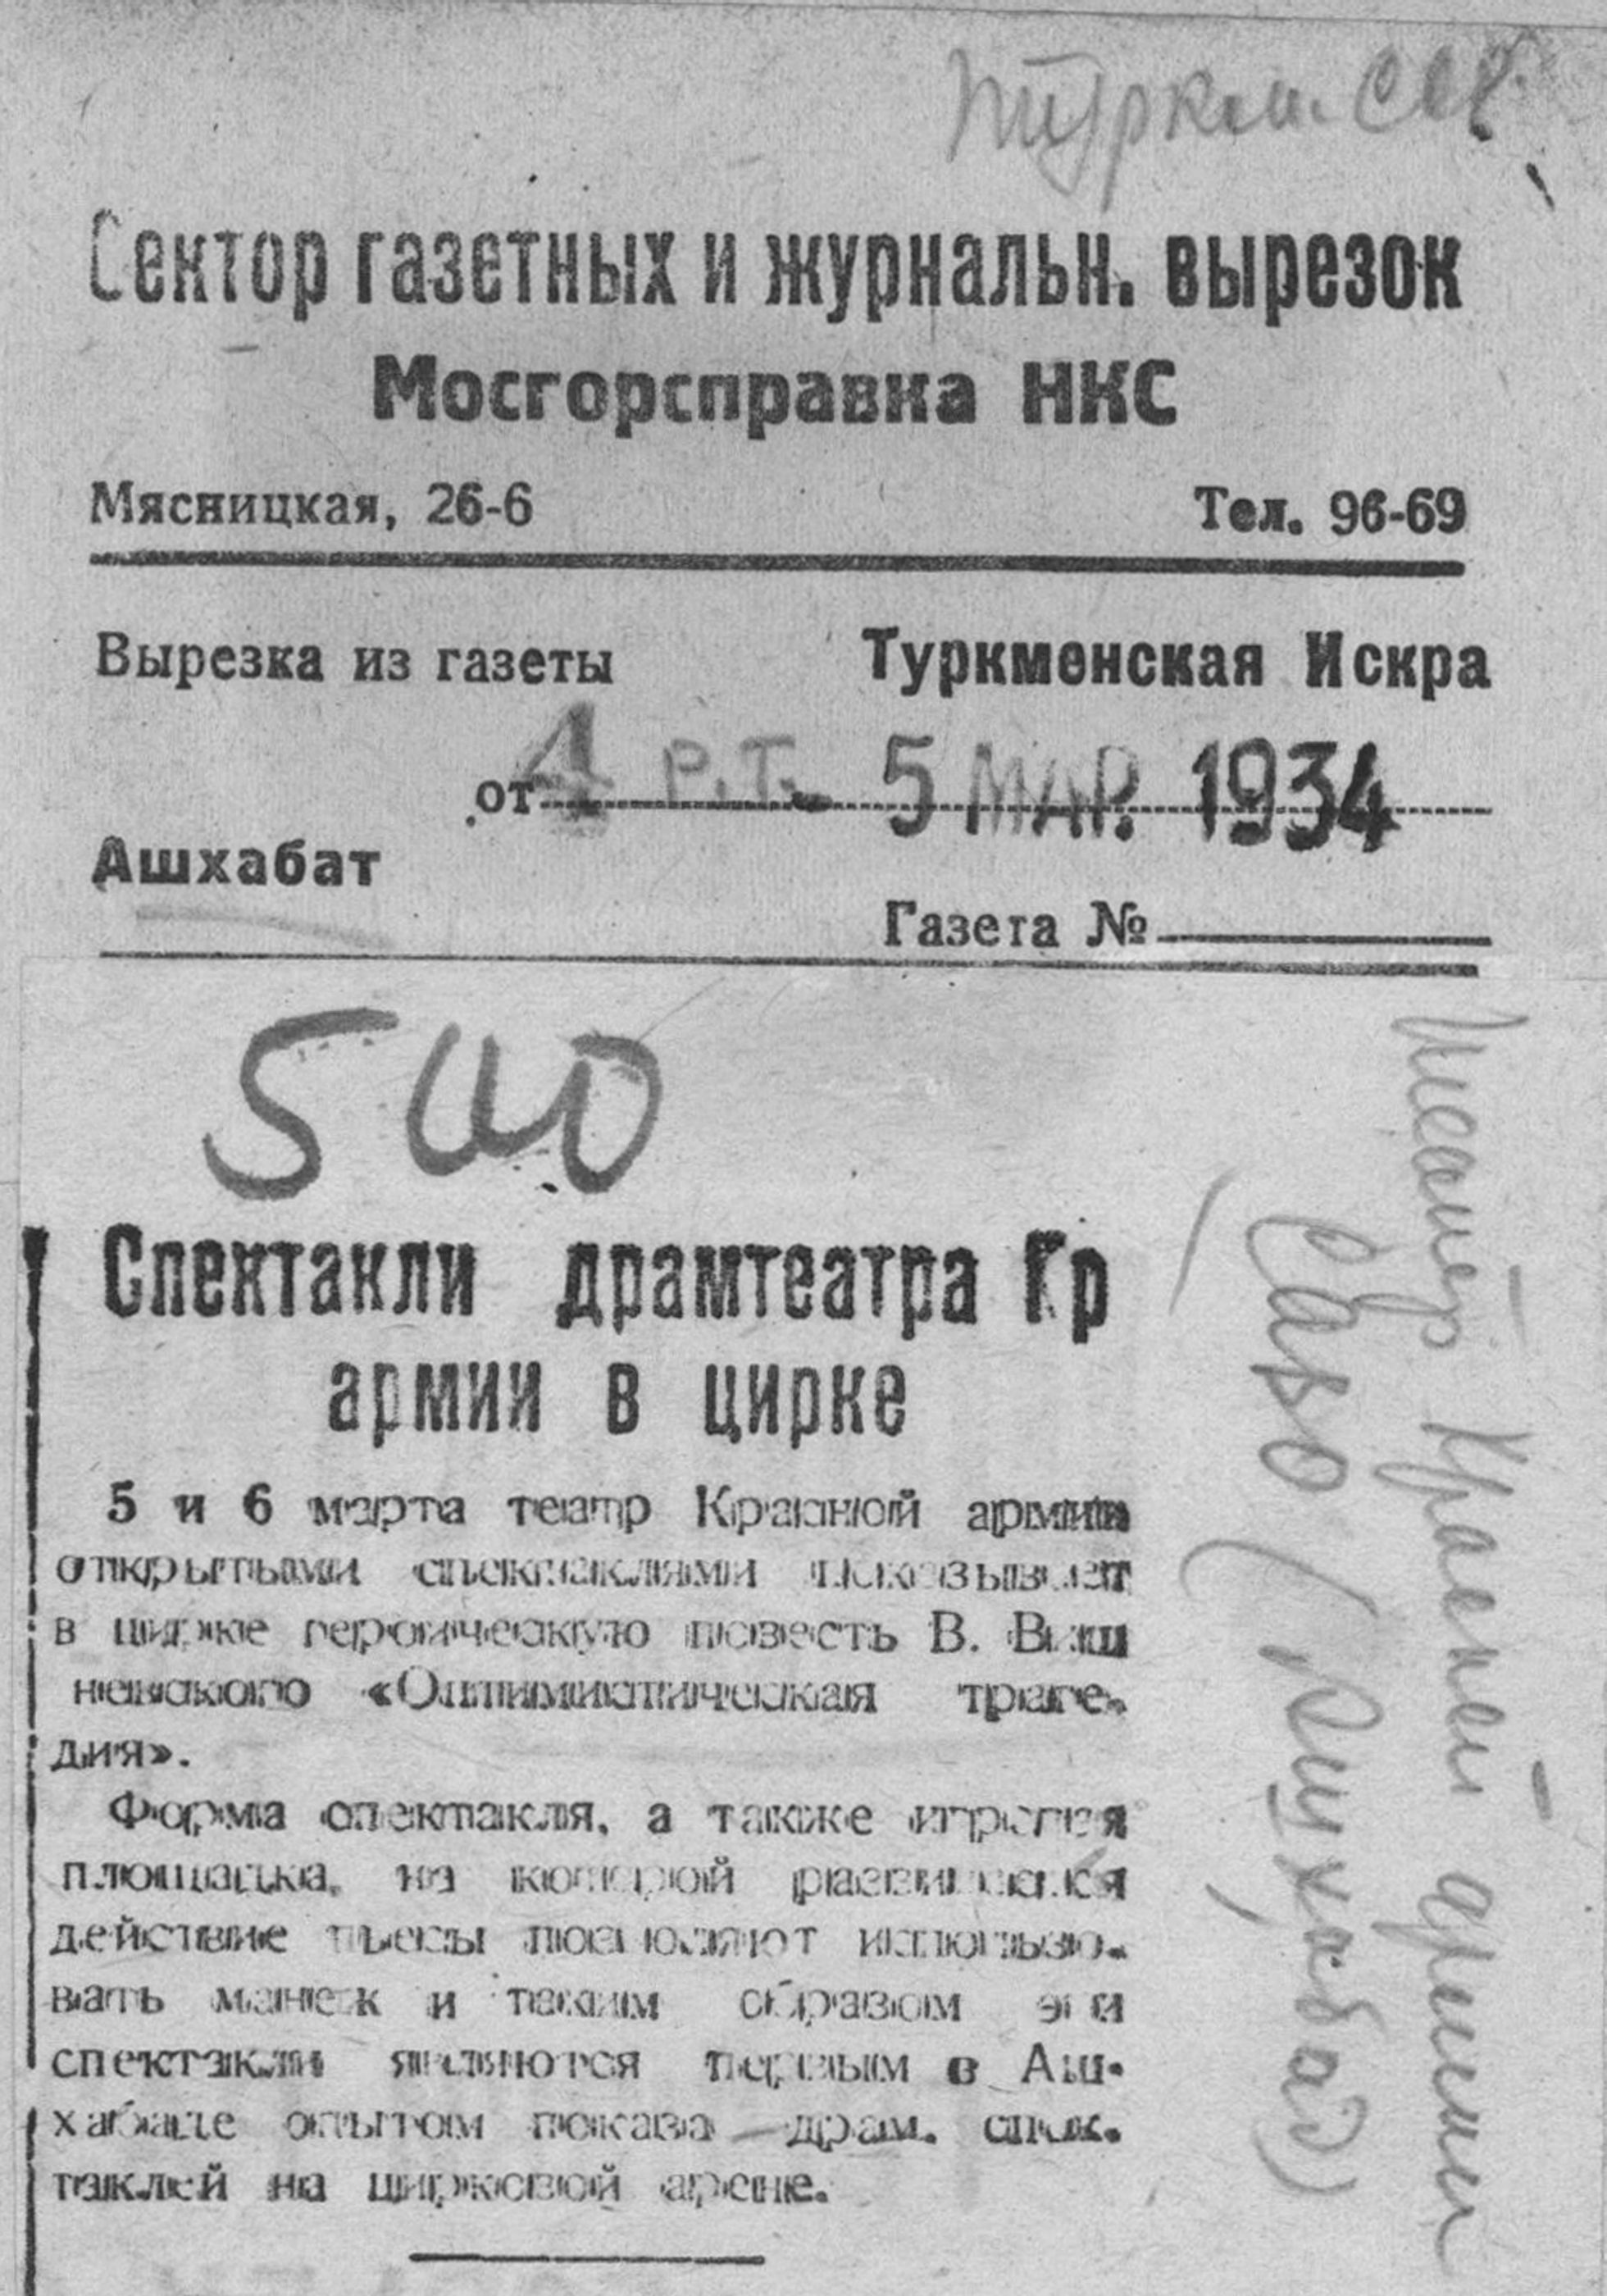 Туркм. ССР.
Сектор газетных и журнальн. вырезок
Мосгорсправка НКС
Мясницкая, 26-6 Тел. 96-69
Вырезка из газеты Туркменская Искра
от 4 Р.Т. - 5 МАР. 1934
Ашхабат
Газета №
Спектакли драмтеатра Кр
армии в цирке
5 и 6 марта театр Красной армии
открытыми спектаклями показывает
в цирке героическую повесть В. Виш
невского «Оптимистическая траге-
дия».
Форма спектакля, а также игровая
площадка, на которой развивается
действие пьесы позволяют использо-
вать манеж и таким образом эти
спектакли являются первым в Аш-
хабаде опытом показа драм. спек-
таклей на цирковой арене.
Театр Красной армии
САВО (Ашхабад)